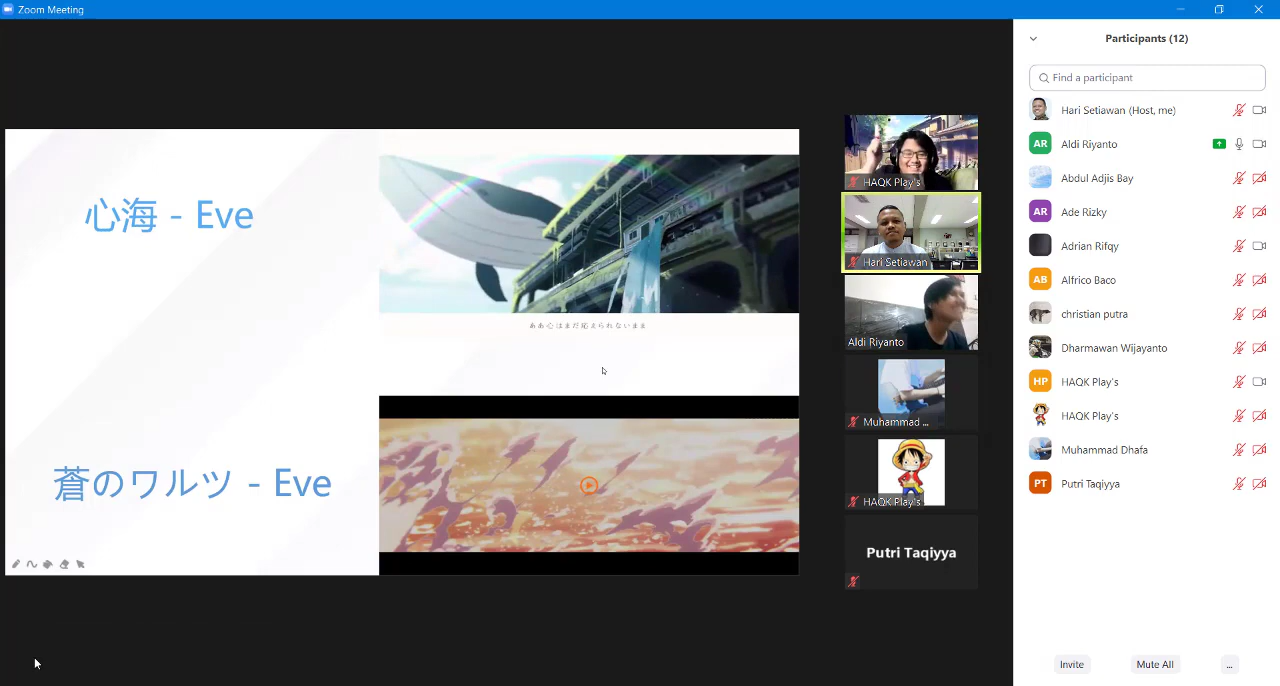 Zoom Meeting
心海 - Eve
ああ心はまだ応えられないまま
蒼のワルツ - Eve
HAQK Play's
Hari Setiawan
Aldi Riyanto
Muhammad ...
HAQK Play's
Putri Taqiyya
Participants (12)
Find a participant
Hari Setiawan (Host, me)
AR Aldi Riyanto
Abdul Adjis Bay
AR Ade Rizky
Adrian Rifqy
AB Alfrico Baco
christian putra
Dharmawan Wijayanto
HP HAQK Play's
HAQK Play's
Muhammad Dhafa
PT Putri Taqiyya
Invite
Mute All
...